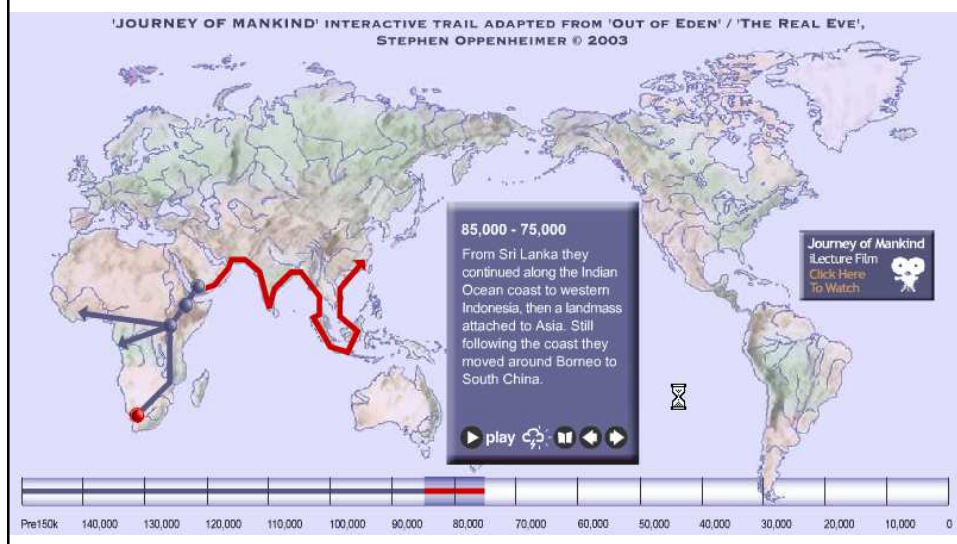 'JOURNEY OF MANKIND' INTERACTIVE TRAIL ADAPTED FROM 'OUT OF EDEN' / 'THE REAL EVE',
STEPHEN OPPENHEIMER © 2003
85,000 - 75,000
From Sri Lanka they
continued along the Indian
Ocean coast to western
Indonesia, then a landmass
attached to Asia. Still
following the coast they
moved around Borneo to
South China.
play
Journey of Mankind
iLecture Film
Click Here
To Watch
Pre150k 140,000 130,000 120,000 110,000 100,000 90,000 80,000 70,000 60,000 50,000 40,000 30,000 20,000 10,000 0